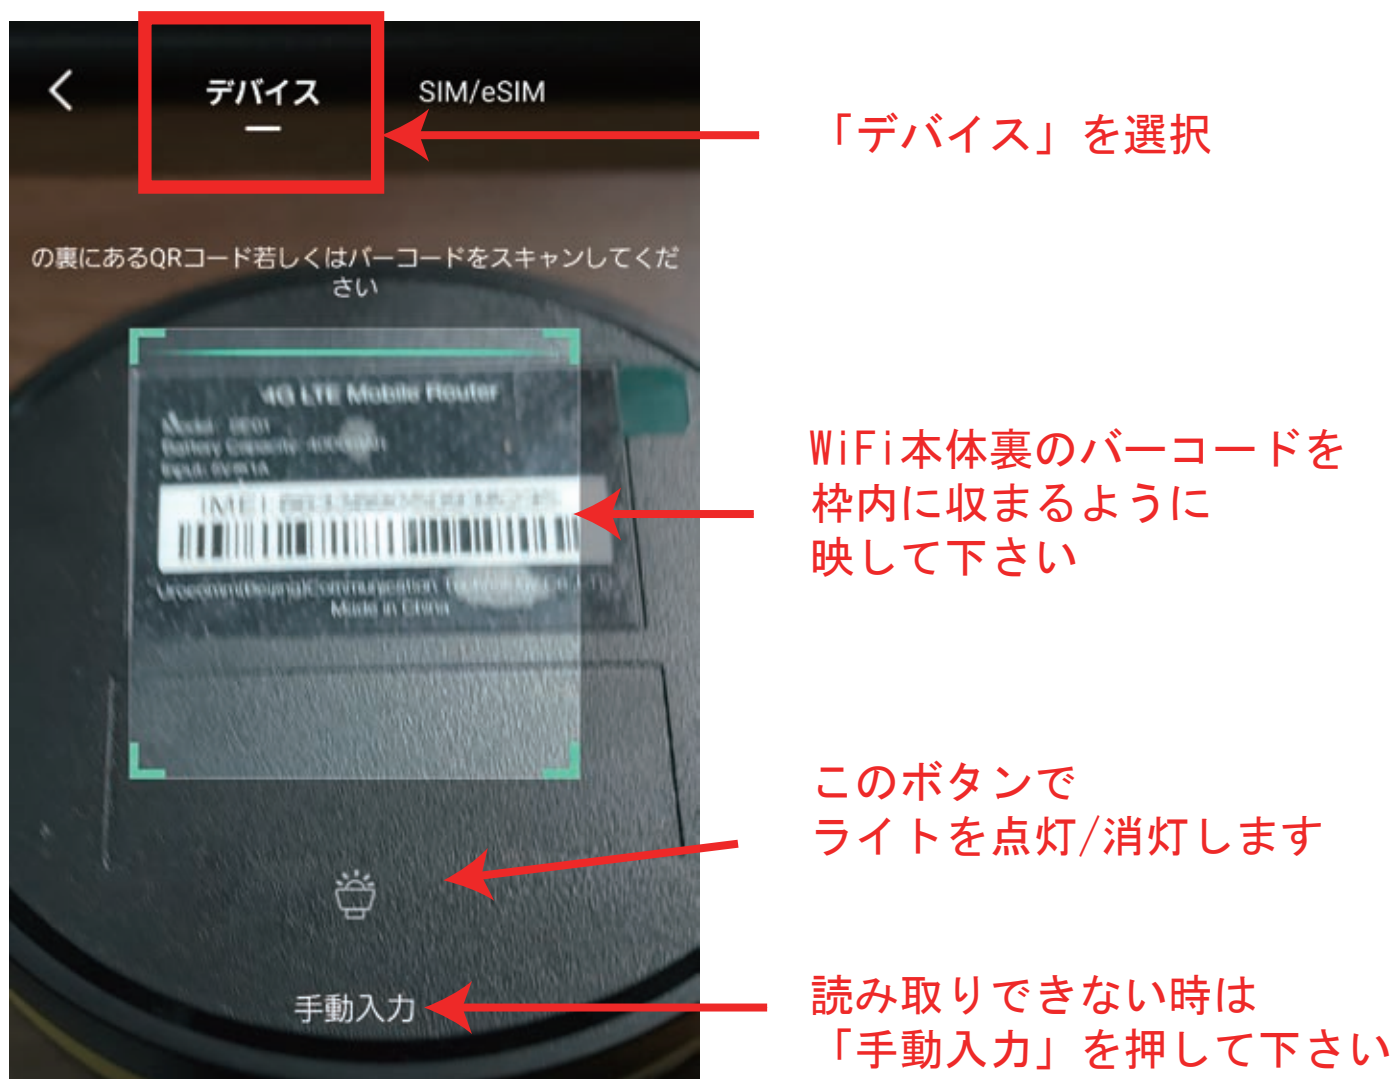 デバイス
SIM/eSIM
「デバイス」を選択
の裏にあるQRコード若しくはバーコードをスキャンしてくだ
さい
4G LTE Mobile Router
Battery Capacity:
WiFi本体裏のバーコードを
枠内に収まるように
映して下さい
IMEI
Made in China
このボタンで
ライトを点灯/消灯します
手動入力
読み取りできない時は
「手動入力」を押して下さい